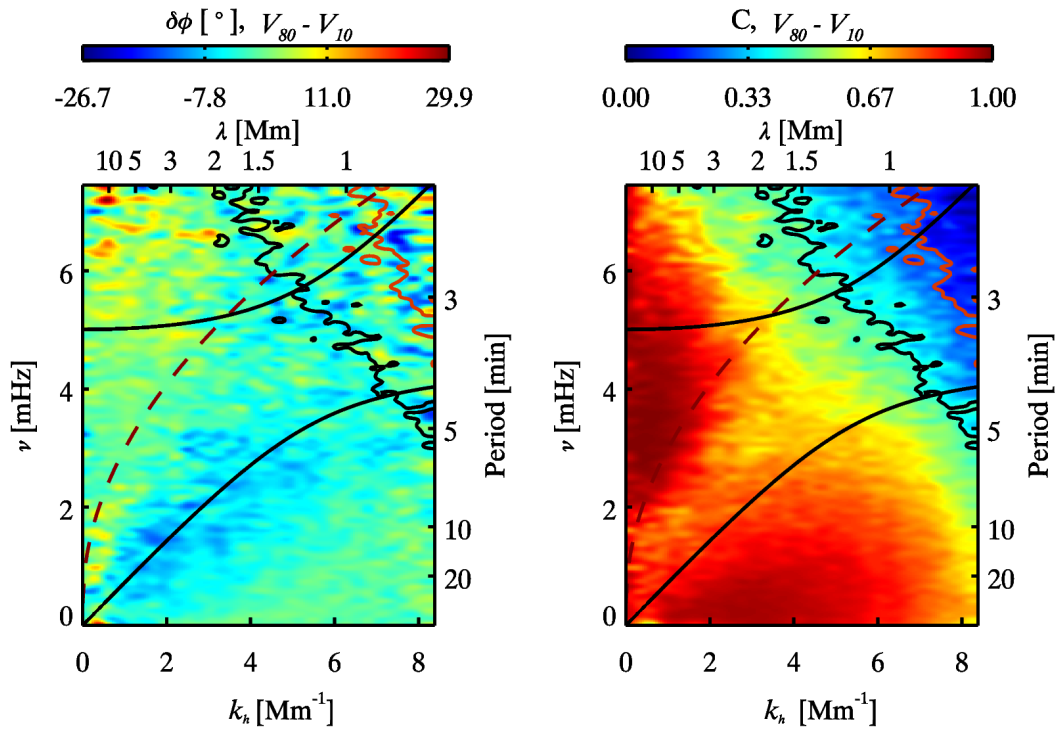 δϕ [ ° ], V80 - V10
-26.7 -7.8 11.0 29.9
λ [Mm]
10 5 3 2 1.5 1
ν [mHz]
6
4
2
0
Period [min]
3
5
10
20
0 2 4 6 8
kh [Mm-1]
C, V80 - V10
0.00 0.33 0.67 1.00
λ [Mm]
10 5 3 2 1.5 1
ν [mHz]
6
4
2
0
Period [min]
3
5
10
20
0 2 4 6 8
kh [Mm-1]